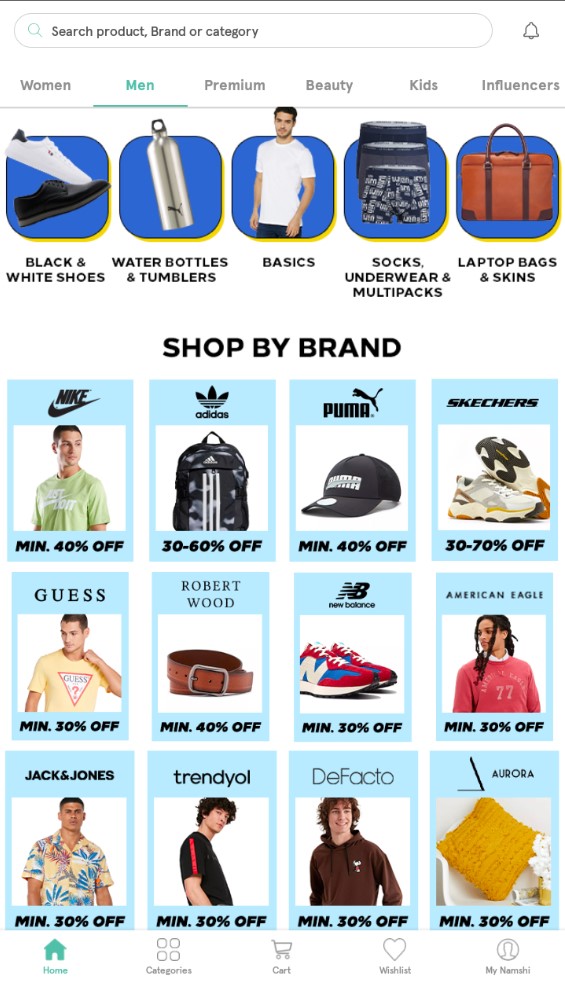 Search product, Brand or category
Women Men Premium Beauty Kids Influencers
BLACK &
WHITE SHOES
WATER BOTTLES
& TUMBLERS
BASICS
SOCKS,
UNDERWEAR &
MULTIPACKS
LAPTOP BAGS
& SKINS
SHOP BY BRAND
NIKE
MIN. 40% OFF
adidas
30-60% OFF
PUMA
PUMA
MIN. 40% OFF
SKECHERS
30-70% OFF
GUESS
GUESS
?
MIN. 30% OFF
ROBERT
WOOD
MIN. 40% OFF
new balance
MIN. 30% OFF
AMERICAN EAGLE
77
MIN. 30% OFF
JACK&JONES
MIN. 30% OFF
trendyol
MIN. 30% OFF
DeFacto
MIN. 30% OFF
AURORA
MIN. 30% OFF
Home Categories Cart Wishlist My Namshi